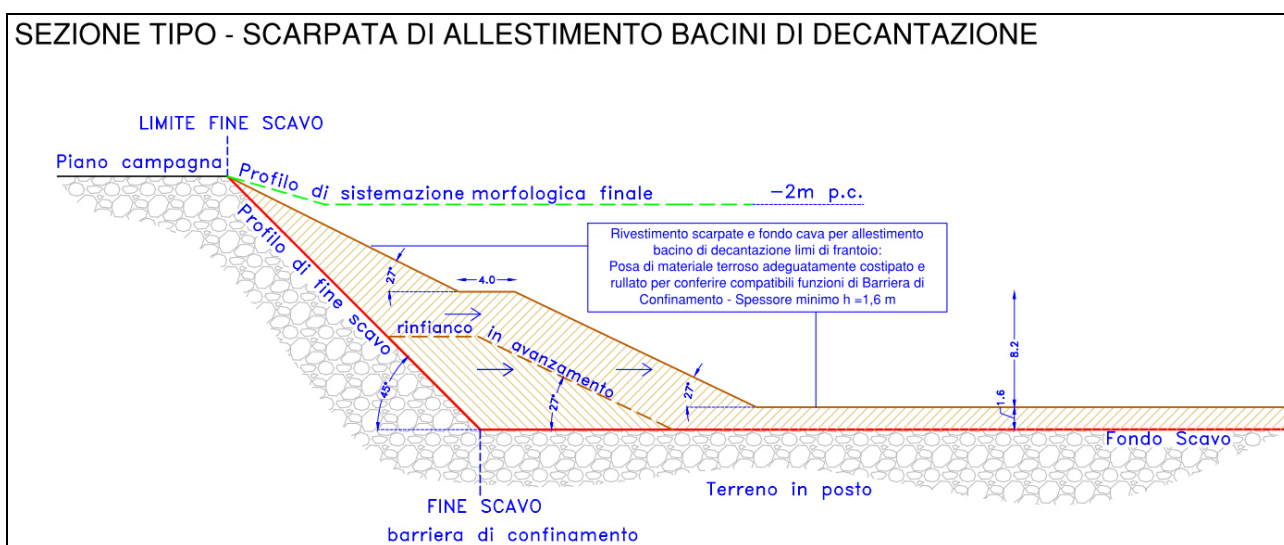 SEZIONE TIPO - SCARPATA DI ALLESTIMENTO BACINI DI DECANTAZIONE
LIMITE FINE SCAVO
Piano campagna
Profilo di sistemazione morfologica finale
-2m p.c.
Profilo di fine scavo
Rivestimento scarpate e fondo cava per allestimento
bacino di decantazione limi di frantoio:
Posa di materiale terroso adeguatamente costipato e
rullato per conferire compatibili funzioni di Barriera di
Confinamento - Spessore minimo h =1,6 m
27°
4.0
rinfianco in avanzamento
8.2
45°
27°
27°
1.6
Fondo Scavo
Terreno in posto
FINE SCAVO
barriera di confinamento